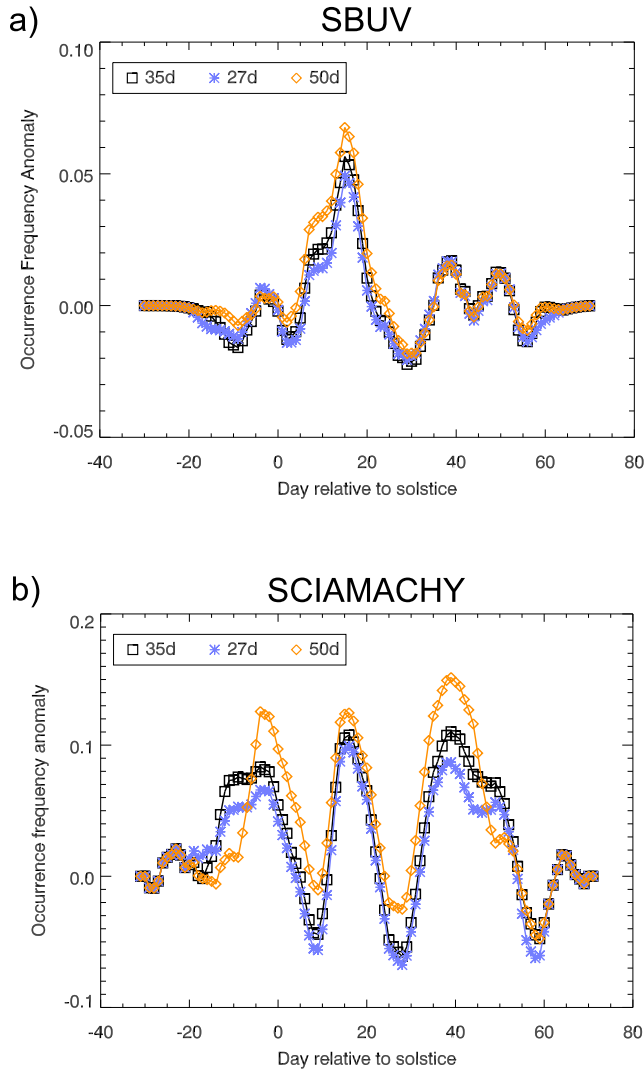 a)
SBUV
0.10
35d 27d 50d
0.05
0.00
-0.05
Occurrence Frequency Anomaly
-40 -20 0 20 40 60 80
Day relative to solstice
b)
SCIAMACHY
0.2
35d 27d 50d
0.1
0.0
-0.1
Occurrence frequency anomaly
-40 -20 0 20 40 60 80
Day relative to solstice